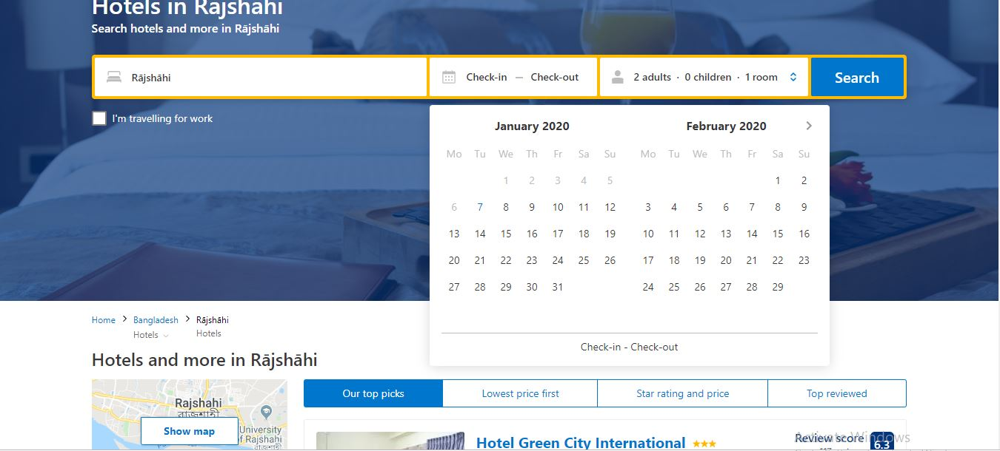 Hotels in Rajshahi
Search hotels and more in Rājshāhi
Rājshāhi
Check-in — Check-out
2 adults · 0 children · 1 room
Search
I'm travelling for work
January 2020
Mo Tu We Th Fr Sa Su
1 2 3 4 5
6 7 8 9 10 11 12
13 14 15 16 17 18 19
20 21 22 23 24 25 26
27 28 29 30 31
February 2020
Mo Tu We Th Fr Sa Su
1 2
3 4 5 6 7 8 9
10 11 12 13 14 15 16
17 18 19 20 21 22 23
24 25 26 27 28 29
Check-in - Check-out
Home > Bangladesh > Rājshāhi
Hotels Hotels
Hotels and more in Rājshāhi
Rajshahi
রাজশাহী
Show map
University
of Rajshahi
Our top picks
Lowest price first
Star rating and price
Top reviewed
Hotel Green City International
Review score 6.3
Activate Windows